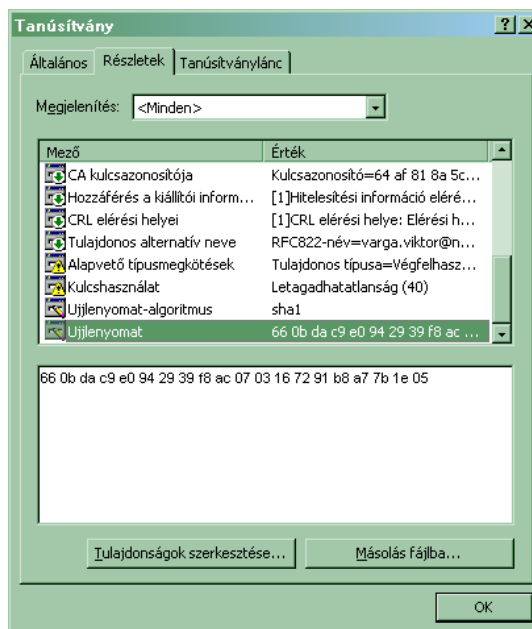 Tanúsítvány
Általános Részletek Tanúsítványlánc
Megjelenítés: <Minden>
Mező Érték
CA kulcsazonosítója Kulcsazonosító=64 af 81 8a 5c...
Hozzáférés a kiállítói inform... [1]Hitelesítési információ eléré...
CRL elérési helyei [1]CRL elérési helye: Elérési h...
Tulajdonos alternatív neve RFC822-név=varga.viktor@n...
Alapvető típusmegkötések Tulajdonos típusa=Végfelhasz...
Kulcshasználat Letagadhatatlanság (40)
Ujjlenyomat-algoritmus sha1
Ujjlenyomat 66 0b da c9 e0 94 29 39 f8 ac ...
66 0b da c9 e0 94 29 39 f8 ac 07 03 16 72 91 b8 a7 7b 1e 05
Tulajdonságok szerkesztése... Másolás fájlba...
OK